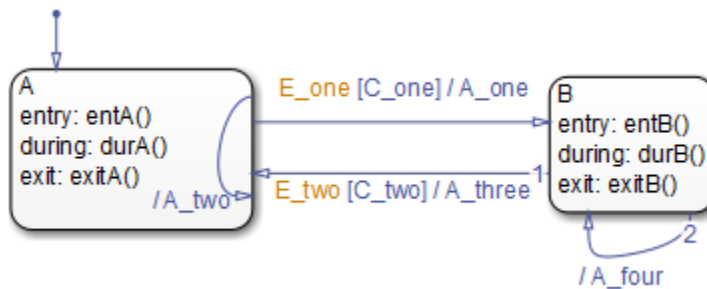 A
entry: entA()
during: durA()
exit: exitA()
/ A_two
E_one [C_one] / A_one
1
E_two [C_two] / A_three
B
entry: entB()
during: durB()
exit: exitB()
2
/ A_four